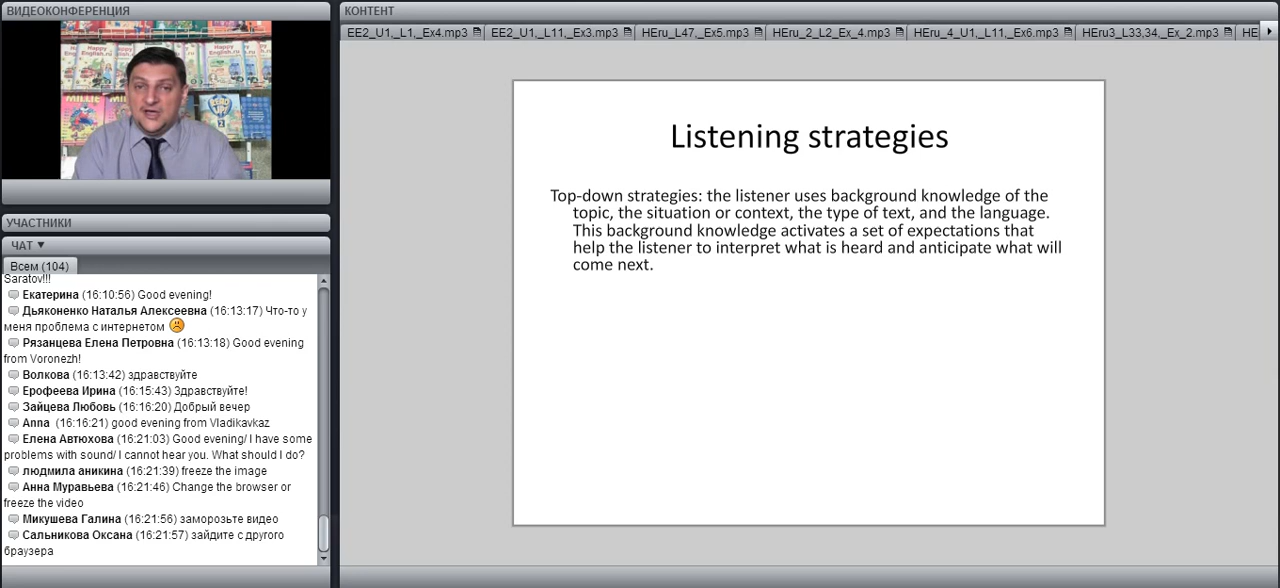 ВИДЕОКОНФЕРЕНЦИЯ
Happy English.ru
MILLIE
УЧАСТНИКИ
ЧАТ ▼
Всем (104)
Saratov!!!
Екатерина (16:10:56) Good evening!
Дьяконенко Наталья Алексеевна (16:13:17) Что-то у
меня проблема с интернетом
Рязанцева Елена Петровна (16:13:18) Good evening
from Voronezh!
Волкова (16:13:42) здравствуйте
Ерофеева Ирина (16:15:43) Здравствуйте!
Зайцева Любовь (16:16:20) Добрый вечер
Anna (16:16:21) good evening from Vladikavkaz
Елена Автюхова (16:21:03) Good evening/ I have some
problems with sound/ I cannot hear you. What should I do?
людмила аникина (16:21:39) freeze the image
Анна Муравьева (16:21:46) Change the browser or
freeze the video
Микушева Галина (16:21:56) заморозьте видео
Сальникова Оксана (16:21:57) зайдите с другого
браузера
КОНТЕНТ
EE2_U1,_L1,_Ex4.mp3 EE2_U1,_L11,_Ex3.mp3 HEru_L47,_Ex5.mp3 HEru_2_L2_Ex_4.mp3 HEru_4_U1,_L11,_Ex6.mp3 HEru3_L33,34._Ex_2.mp3 HE
Listening strategies
Top-down strategies: the listener uses background knowledge of the
topic, the situation or context, the type of text, and the language.
This background knowledge activates a set of expectations that
help the listener to interpret what is heard and anticipate what will
come next.